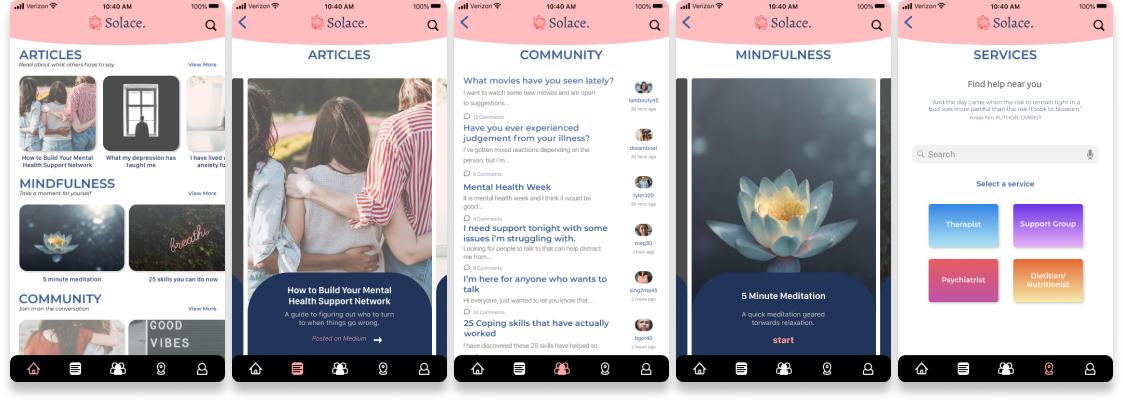 Verizon
10:40 AM
100%
Solace.
ARTICLES
Read about what others have to say
View More
How to Build Your Mental
Health Support Network
What my depression has
taught me
I have lived
anxiety fo
MINDFULNESS
Take a moment for yourself
View More
breathe
5 minute meditation
25 skills you can do now
COMMUNITY
Join in on the conversation
View More
GOOD
VIBES
Verizon
10:40 AM
100%
Solace.
ARTICLES
How to Build Your Mental
Health Support Network
A guide to figuring out who to turn
to when things go wrong.
Posted on Medium
Verizon
10:40 AM
100%
Solace.
COMMUNITY
What movies have you seen lately?
I want to watch some new movies and am open
to suggestions...
iambeuty45
20 mins ago
12 Comments
Have you ever experienced
judgement from your illness?
I've gotten mixed reactions depending on the
person, but I'm...
dreamboat
20 mins ago
Comments
Mental Health Week
It is mental health week and I think it would be
good...
tyler300
30 mins ago
4 Comments
I need support tonight with some
issues i'm struggling with.
Looking for people to talk to that can help distract
me from...
meg30
1 hour ago
Comments
I'm here for anyone who wants to
talk
Hi everyone, just wanted to let you know that...
sing2me45
2 hours ago
Comments
25 Coping skills that have actually
worked
I have discovered these 25 skills have helped so
tiger40
2 hours ago
Verizon
10:40 AM
100%
Solace.
MINDFULNESS
5 Minute Meditation
A quick meditation geared
torwards relaxation.
start
Verizon
10:40 AM
100%
Solace.
SERVICES
Find help near you
"And the day came when the risk to remain tight in a
bud was more painful than the risk it took to blossom."
Anais Nin AUTHOR, DIARIST
Search
Select a service
Therapist
Support Group
Psychiatrist
Dietitian/
Nutritionist